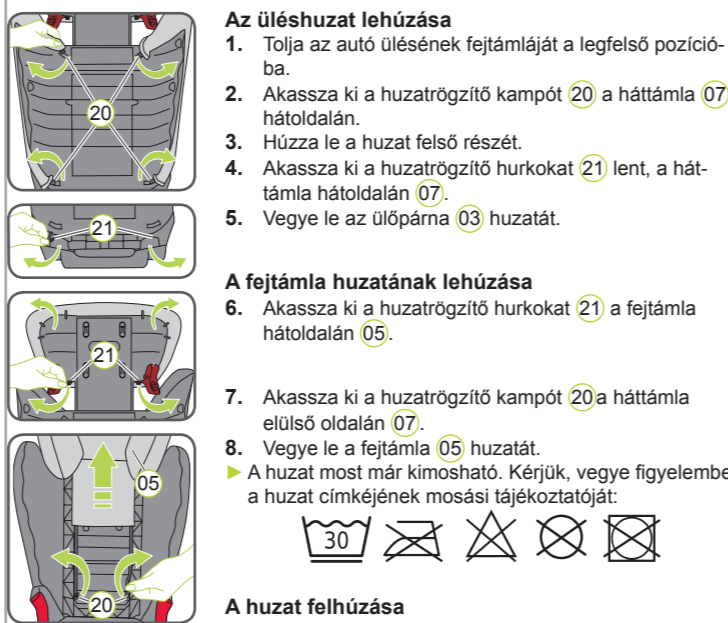 Az üléshuzat lehúzása
1. Tolja az autó ülésének fejtámláját a legfelső pozíció-
ba.
2. Akassza ki a huzatrögzítő kampót 20 a háttámla 07
hátoldalán.
3. Húzza le a huzat felső részét.
4. Akassza ki a huzatrögzítő hurkokat 21 lent, a hát-
támla hátoldalán 07.
5. Vegye le az ülőpárna 03 huzatát.
A fejtámla huzatának lehúzása
6. Akassza ki a huzatrögzítő hurkokat 21 a fejtámla
hátoldalán 05.
7. Akassza ki a huzatrögzítő kampót 20 a háttámla
elülső oldalán 07.
8. Vegye le a fejtámla 05 huzatát.
► A huzat most már kimosható. Kérjük, vegye figyelembe
a huzat címkéjének mosási tájékoztatóját:
30
A huzat felhúzása
20
21
21
05
20